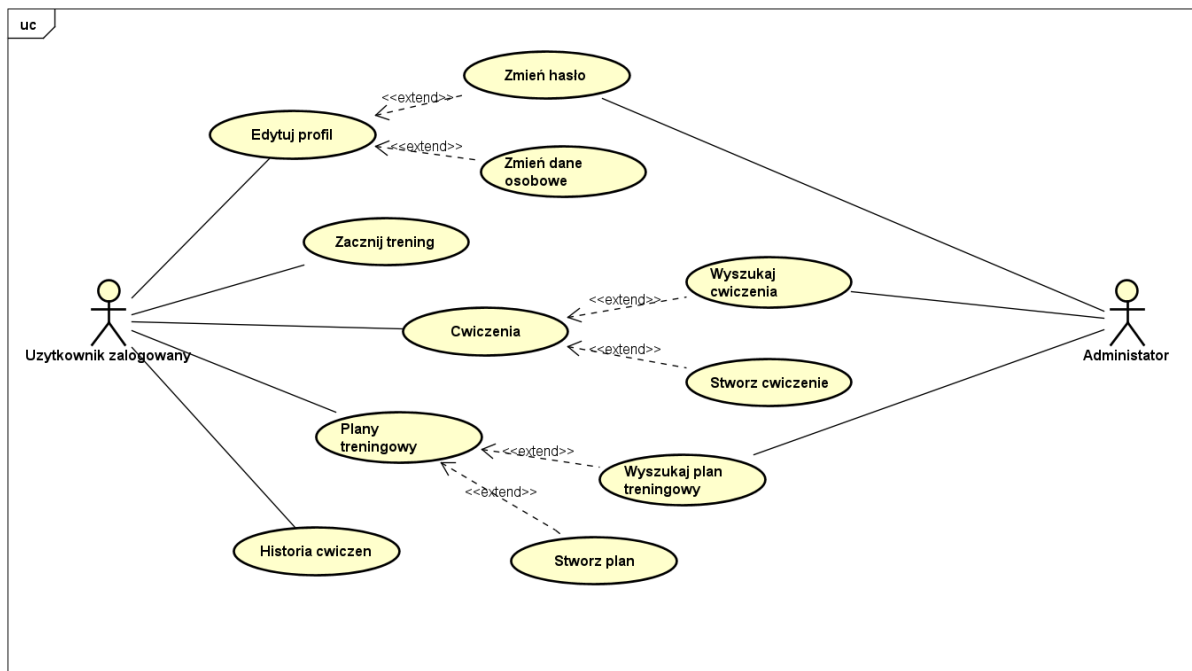 uc
Zmień hasło
<<extend>>
Edytuj profil
<<extend>>
Zmień dane
osobowe
Zacznij trening
Wyszukaj
cwiczenia
<<extend>>
Cwiczenia
<<extend>>
Uzytkownik zalogowany
Administator
Stworz cwiczenie
Plany
treningowy
<<extend>>
Wyszukaj plan
treningowy
<<extend>>
Historia cwiczen
Stworz plan